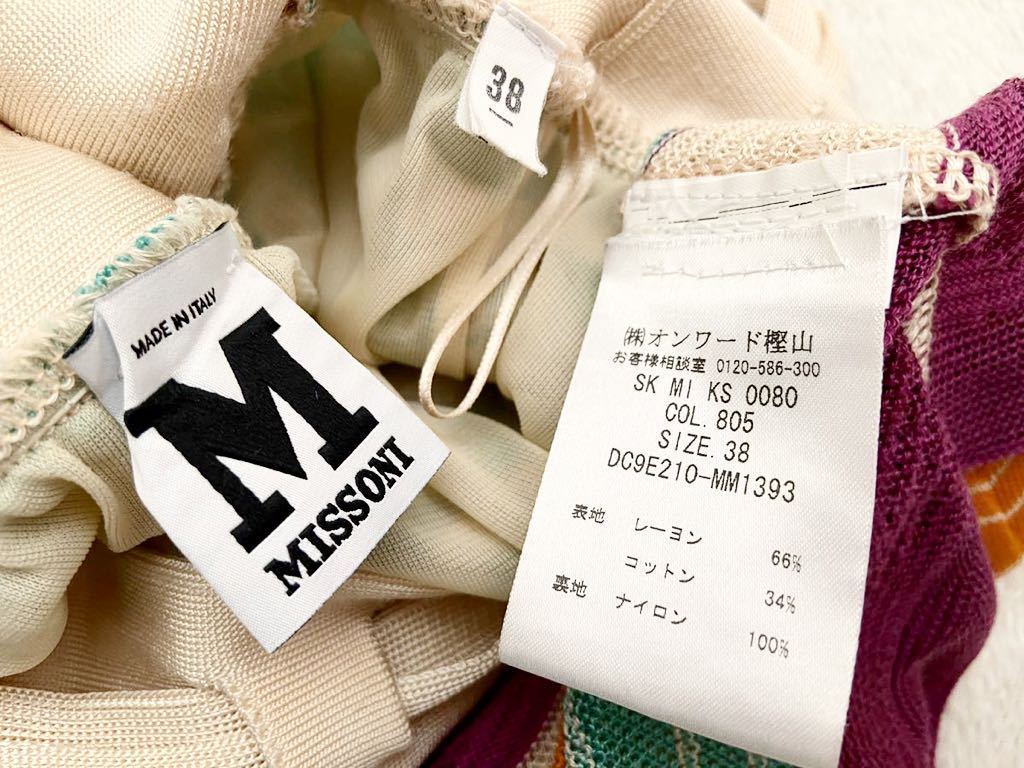 38
MADE IN ITALY
M
MISSONI
㈱オンワード樫山
お客様相談室 0120-586-300
SK MI KS 0080
COL. 805
SIZE. 38
DC9E210-MM1393
表地 レーヨン 66%
コットン 34%
裏地 ナイロン 100%